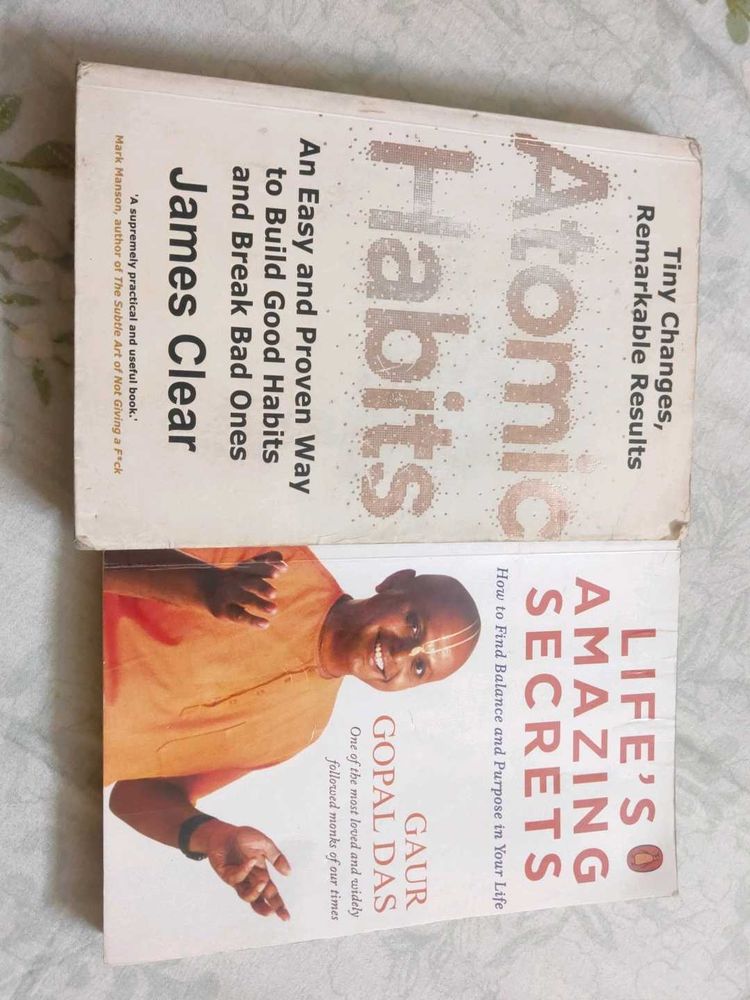 Tiny Changes,
Remarkable Results
Atomic
Habits
An Easy and Proven Way
to Build Good Habits
and Break Bad Ones
James Clear
'A supremely practical and useful book.'
Mark Manson, author of The Subtle Art of Not Giving a F*ck
LIFE'S
AMAZING
SECRETS
How to Find Balance and Purpose in Your Life
GAUR
GOPAL DAS
One of the most loved and widely
followed monks of our times